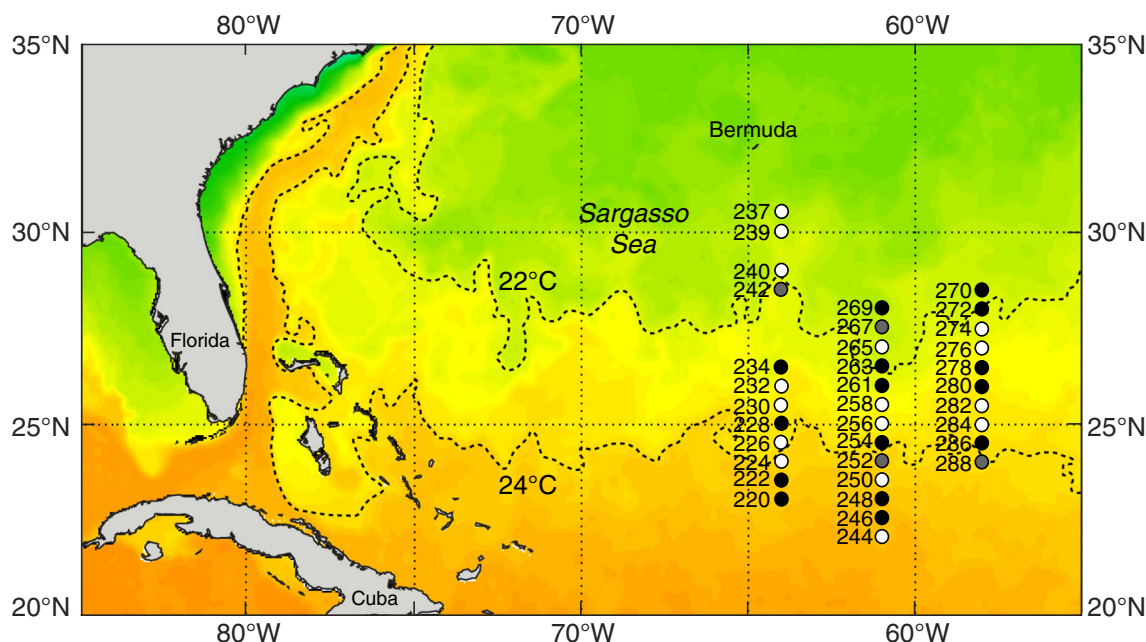 80°W 70°W 60°W
35°N 35°N
Bermuda
237
Sargasso
Sea
30°N 239 30°N
240
22°C 242 270
269 272
Florida 267 274
265 276
234 263 278
232 261 280
230 258 282
25°N 228 256 284 25°N
226 254 286
224 252 288
24°C 222 250
220 248
246
244
Cuba
20°N 20°N
80°W 70°W 60°W